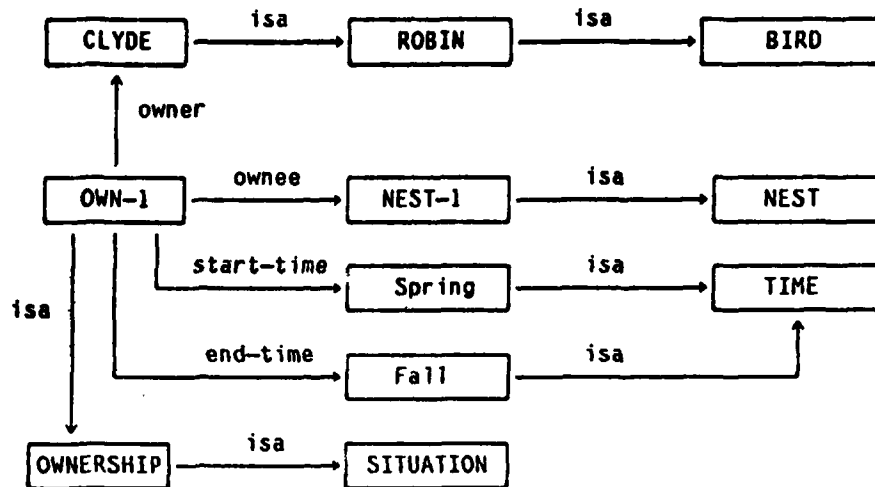 isa isa
CLYDE ROBIN BIRD
owner
ownee isa
OWN-1 NEST-1 NEST
start-time isa
Spring TIME
isa
end-time isa
Fall
isa
OWNERSHIP SITUATION